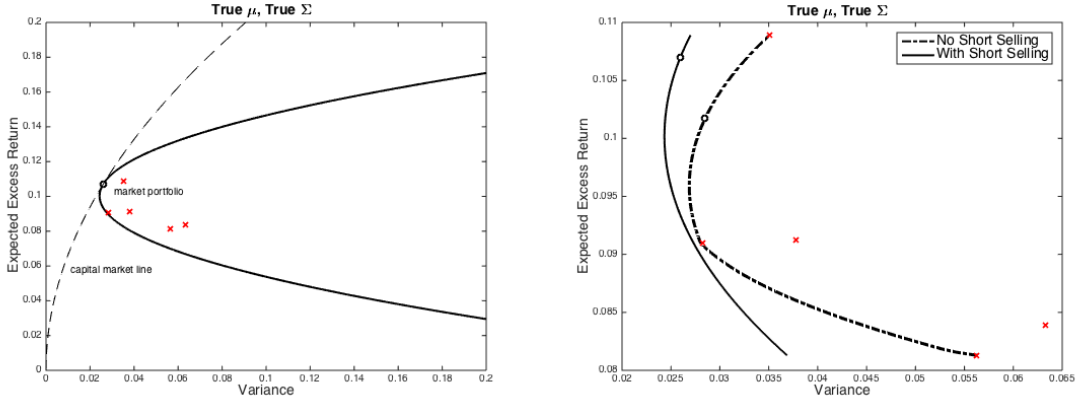 True μ, True Σ
Expected Excess Return
0.2
0.18
0.16
0.14
0.12
0.1
0.08
0.06
0.04
0.02
0
market portfolio
capital market line
0 0.02 0.04 0.06 0.08 0.1 0.12 0.14 0.16 0.18 0.2
Variance
True μ, True Σ
Expected Excess Return
0.11
0.105
0.1
0.095
0.09
0.085
0.08
No Short Selling
With Short Selling
0.02 0.025 0.03 0.035 0.04 0.045 0.05 0.055 0.06 0.065
Variance